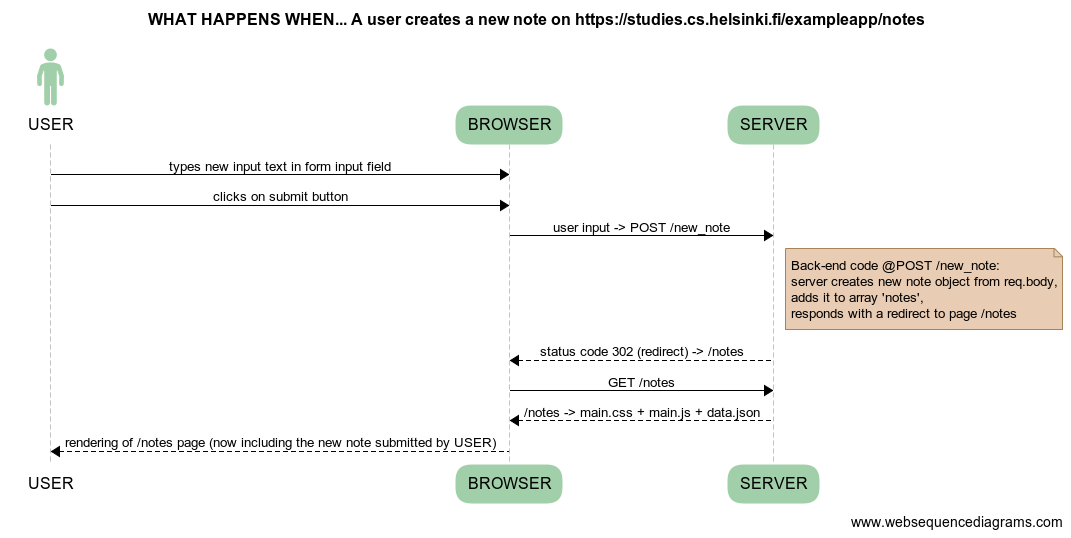 WHAT HAPPENS WHEN... A user creates a new note on https://studies.cs.helsinki.fi/exampleapp/notes
USER
BROWSER
SERVER
types new input text in form input field
clicks on submit button
user input -> POST /new_note
Back-end code @POST /new_note:
server creates new note object from req.body,
adds it to array 'notes',
responds with a redirect to page /notes
status code 302 (redirect) -> /notes
GET /notes
/notes -> main.css + main.js + data.json
rendering of /notes page (now including the new note submitted by USER)
USER
BROWSER
SERVER
www.websequencediagrams.com